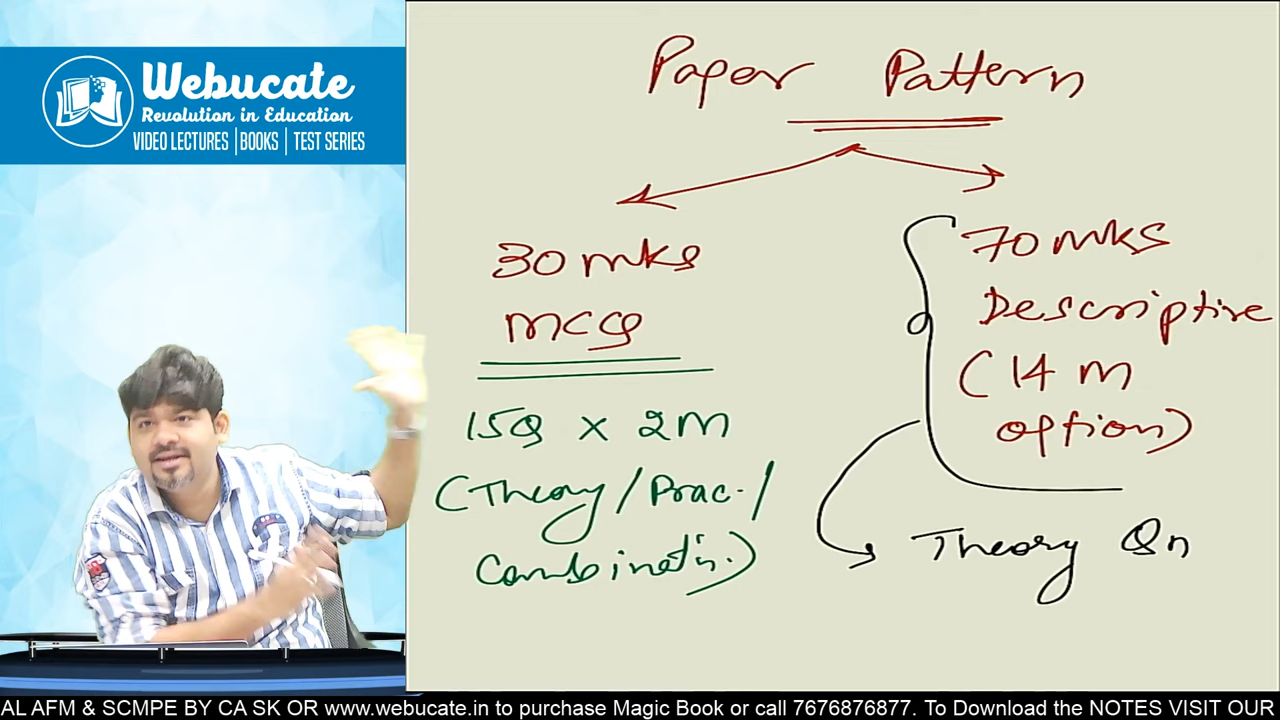 Webucate
Revolution in Education
VIDEO LECTURES | BOOKS | TEST SERIES
Paper Pattern
30 mks
mcq
15Q x 2M
(Theory / Prac. /
Combinatn.)
70 mks
Descriptive
(14 m
option)
Theory Qn
AL AFM & SCMPE BY CA SK OR www.webucate.in to purchase Magic Book or call 7676876877. To Download the NOTES VISIT OUR